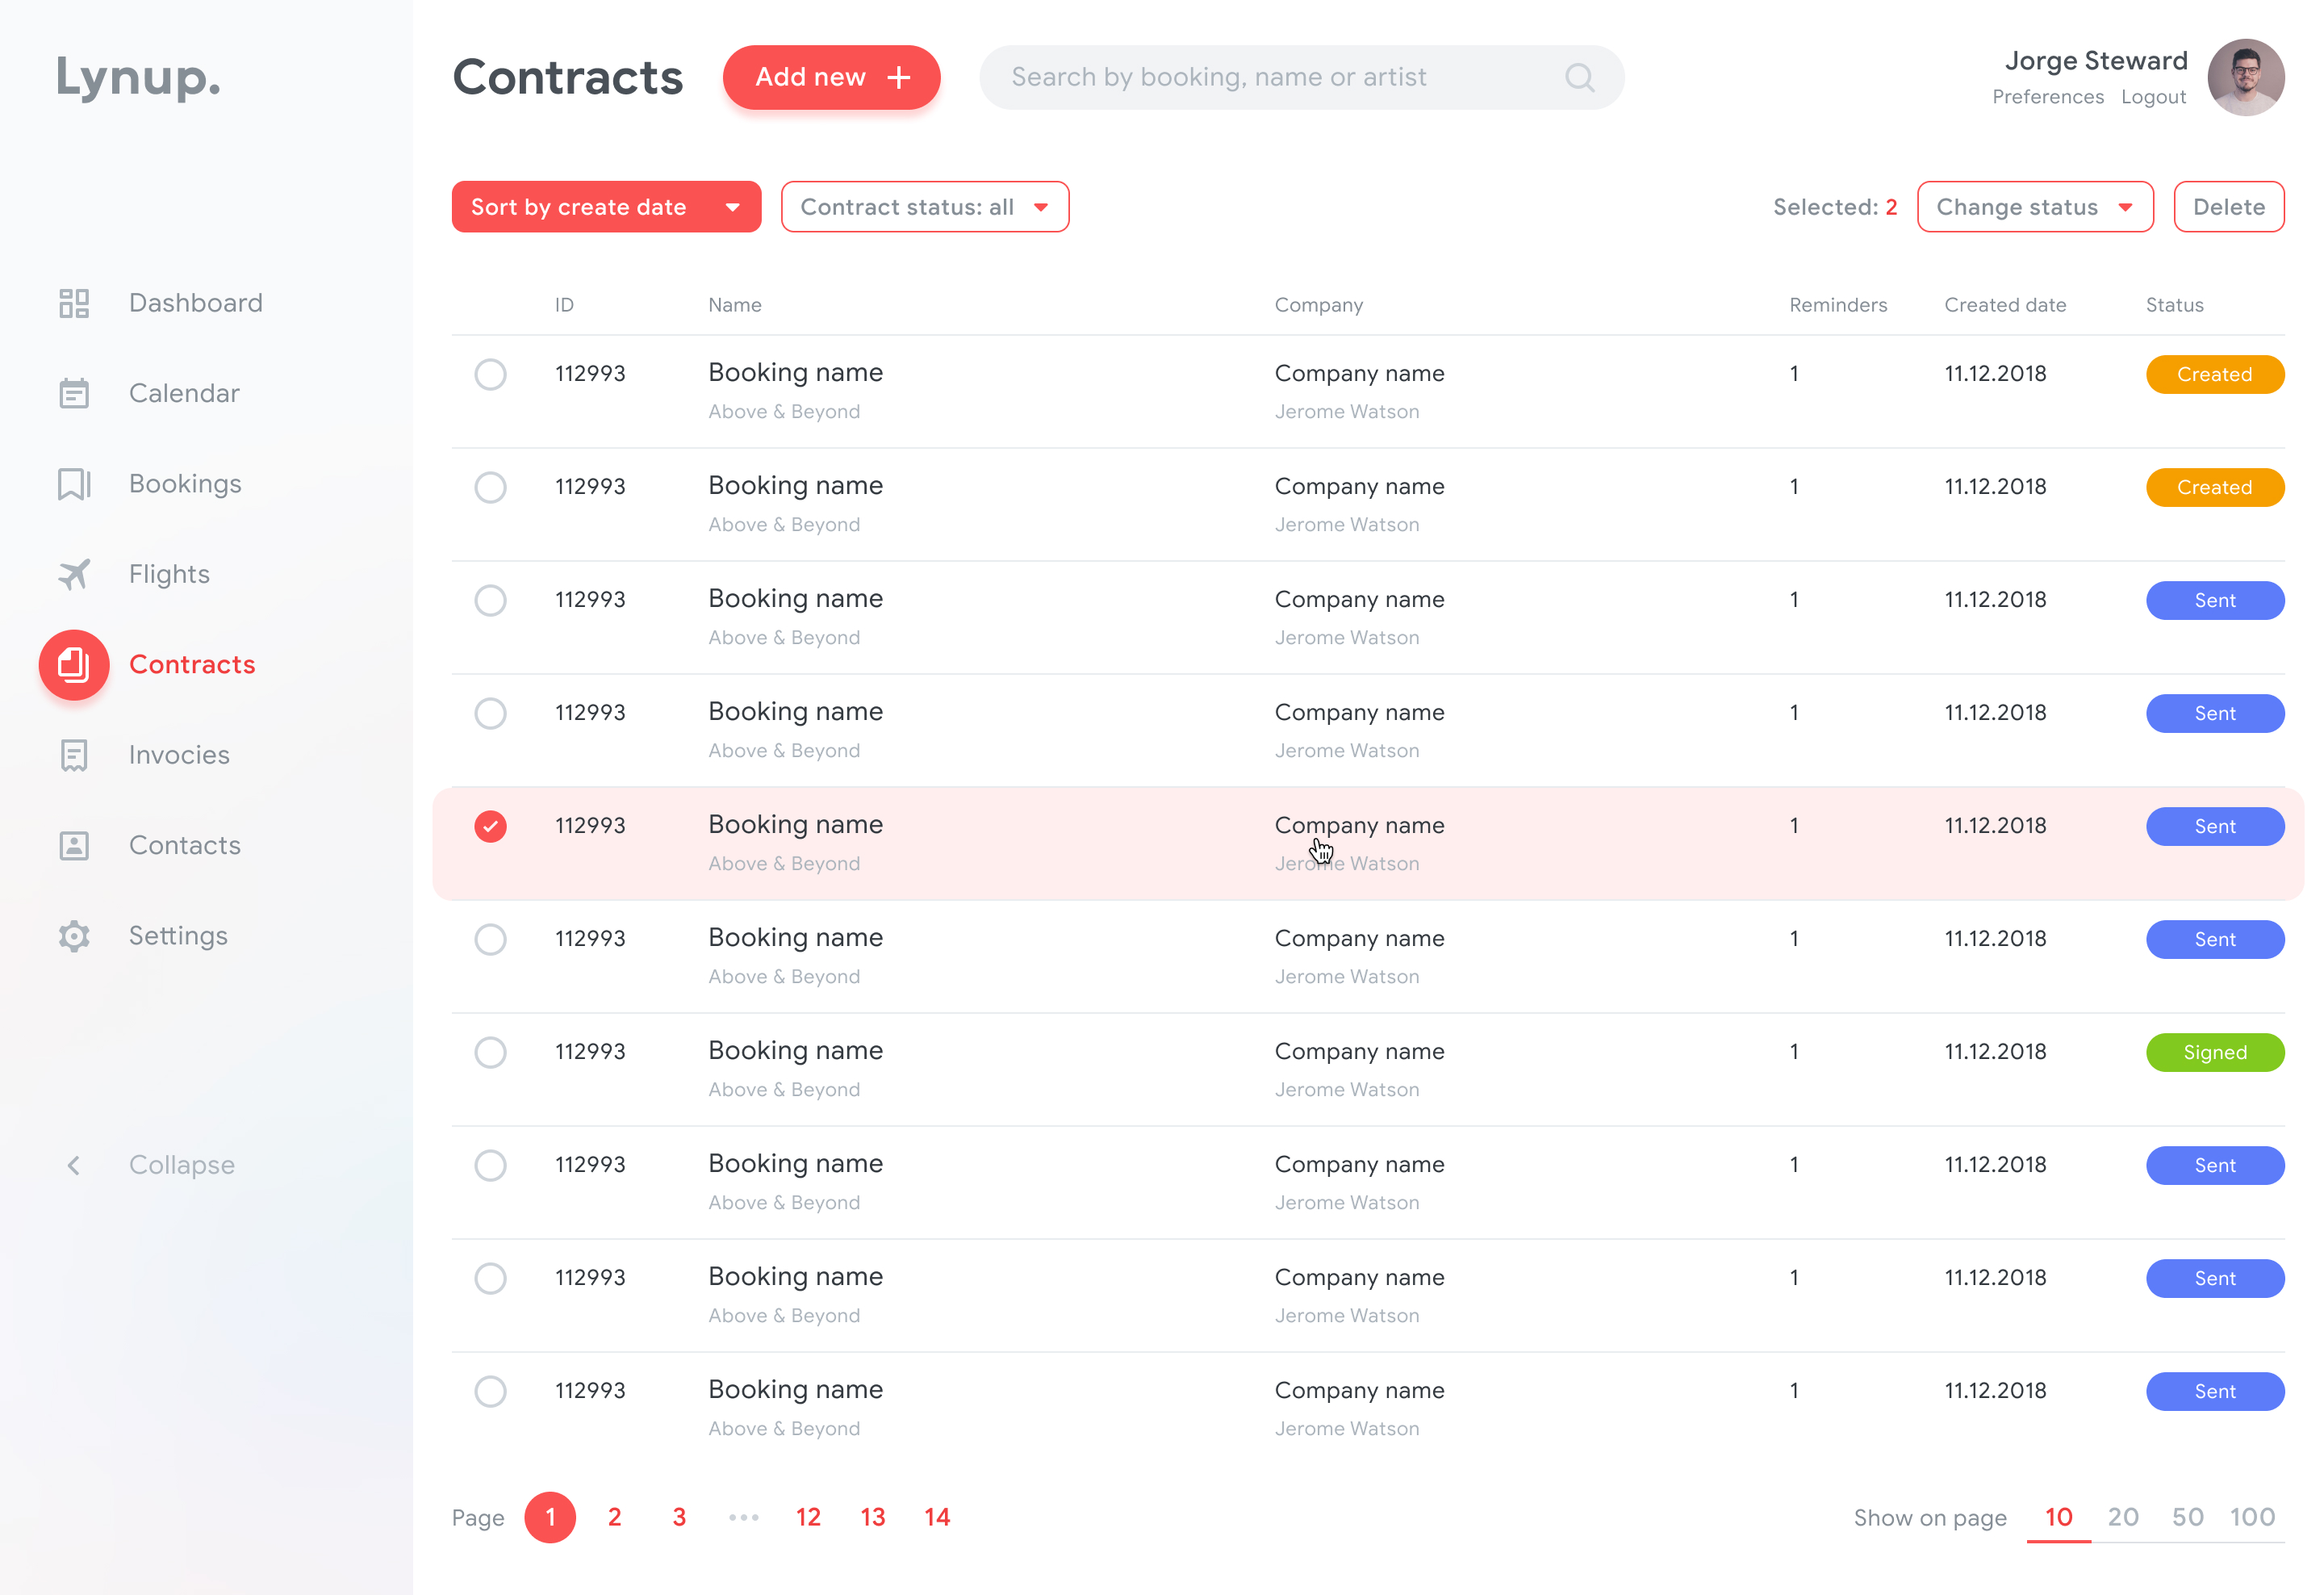 Lynup.
Dashboard
Calendar
Bookings
Flights
Contracts
Invocies
Contacts
Settings
Collapse
Contracts
Add new
Search by booking, name or artist
Jorge Steward
Preferences Logout
Sort by create date
Contract status: all
Selected: 2
Change status
Delete
ID Name Company Reminders Created date Status
112993 Booking name Company name 1 11.12.2018 Created
Above & Beyond Jerome Watson
112993 Booking name Company name 1 11.12.2018 Created
Above & Beyond Jerome Watson
112993 Booking name Company name 1 11.12.2018 Sent
Above & Beyond Jerome Watson
112993 Booking name Company name 1 11.12.2018 Sent
Above & Beyond Jerome Watson
112993 Booking name Company name 1 11.12.2018 Sent
Above & Beyond Jerome Watson
112993 Booking name Company name 1 11.12.2018 Sent
Above & Beyond Jerome Watson
112993 Booking name Company name 1 11.12.2018 Signed
Above & Beyond Jerome Watson
112993 Booking name Company name 1 11.12.2018 Sent
Above & Beyond Jerome Watson
112993 Booking name Company name 1 11.12.2018 Sent
Above & Beyond Jerome Watson
112993 Booking name Company name 1 11.12.2018 Sent
Above & Beyond Jerome Watson
Page 1 2 3 ••• 12 13 14
Show on page 10 20 50 100